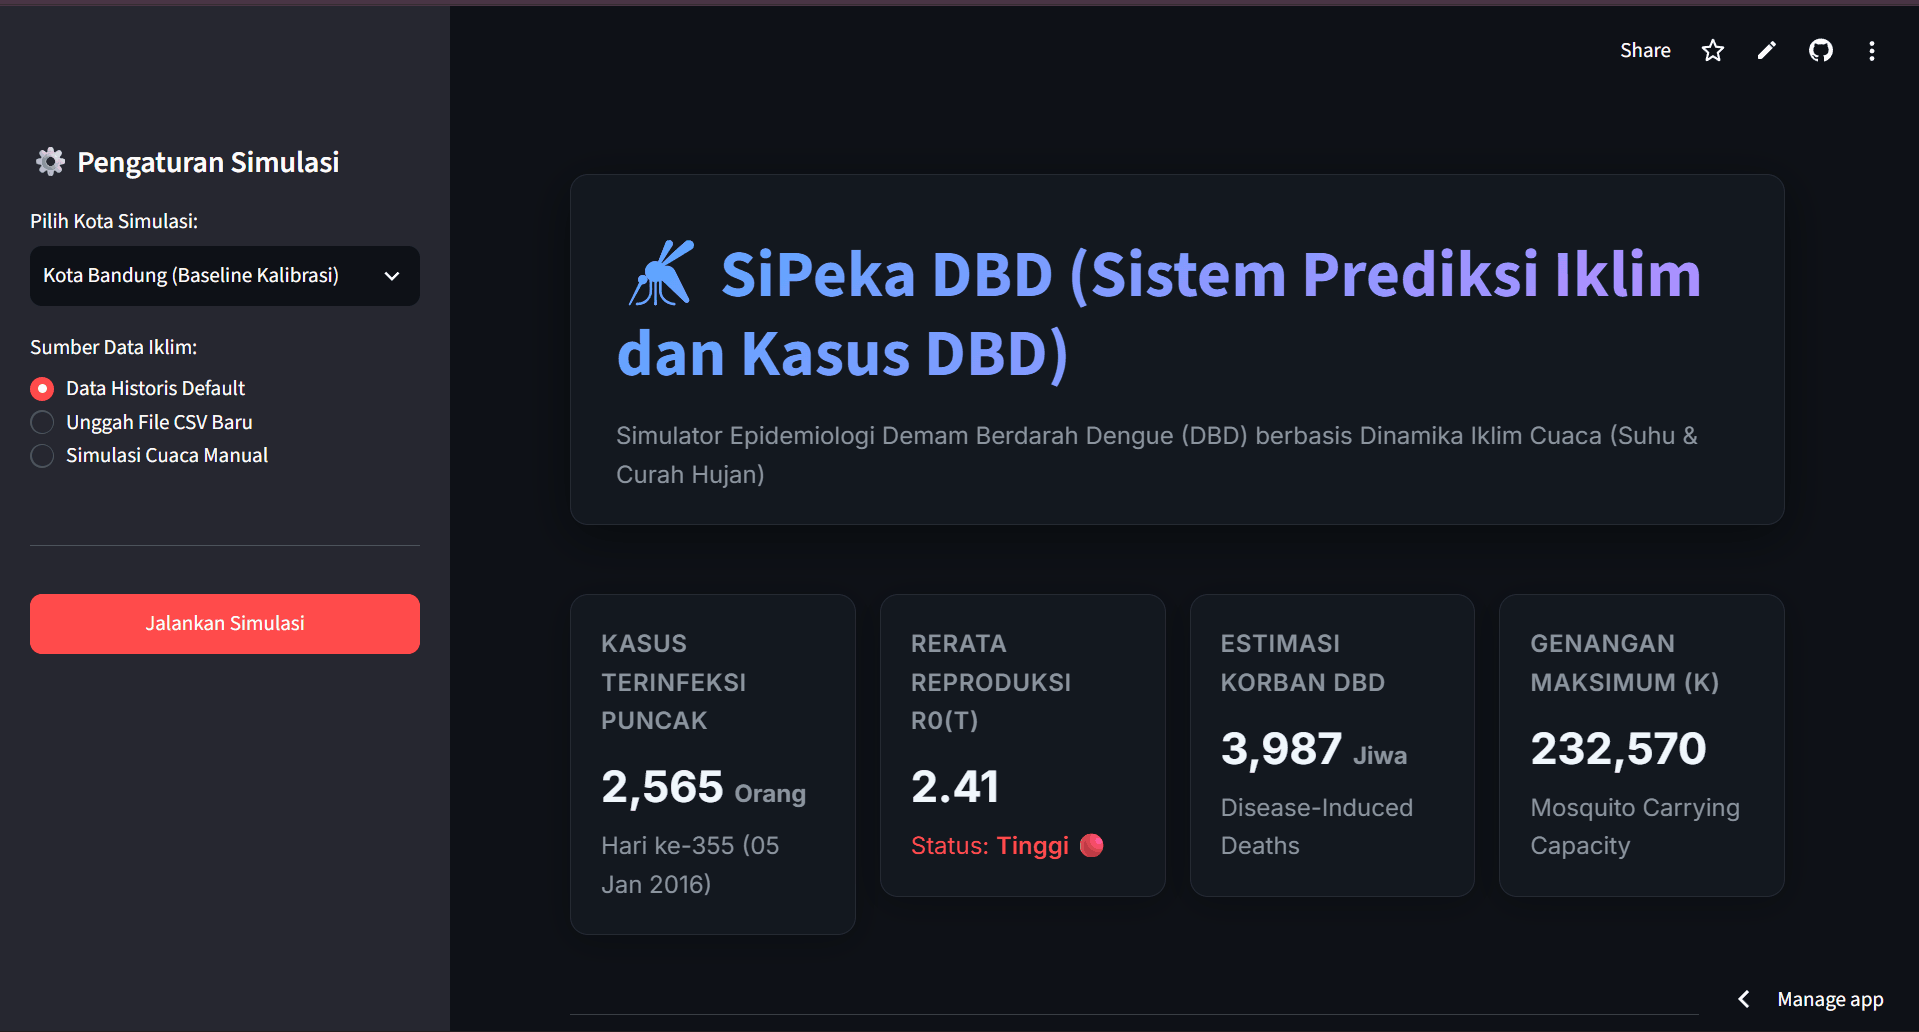 Share
Pengaturan Simulasi
Pilih Kota Simulasi:
Kota Bandung (Baseline Kalibrasi)
Sumber Data Iklim:
Data Historis Default
Unggah File CSV Baru
Simulasi Cuaca Manual
Jalankan Simulasi
SiPeka DBD (Sistem Prediksi Iklim
dan Kasus DBD)
Simulator Epidemiologi Demam Berdarah Dengue (DBD) berbasis Dinamika Iklim Cuaca (Suhu &
Curah Hujan)
KASUS
TERINFEKSI
PUNCAK
2,565 Orang
Hari ke-355 (05
Jan 2016)
RERATA
REPRODUKSI
R0(T)
2.41
Status: Tinggi
ESTIMASI
KORBAN DBD
3,987 Jiwa
Disease-Induced
Deaths
GENANGAN
MAKSIMUM (K)
232,570
Mosquito Carrying
Capacity
Manage app